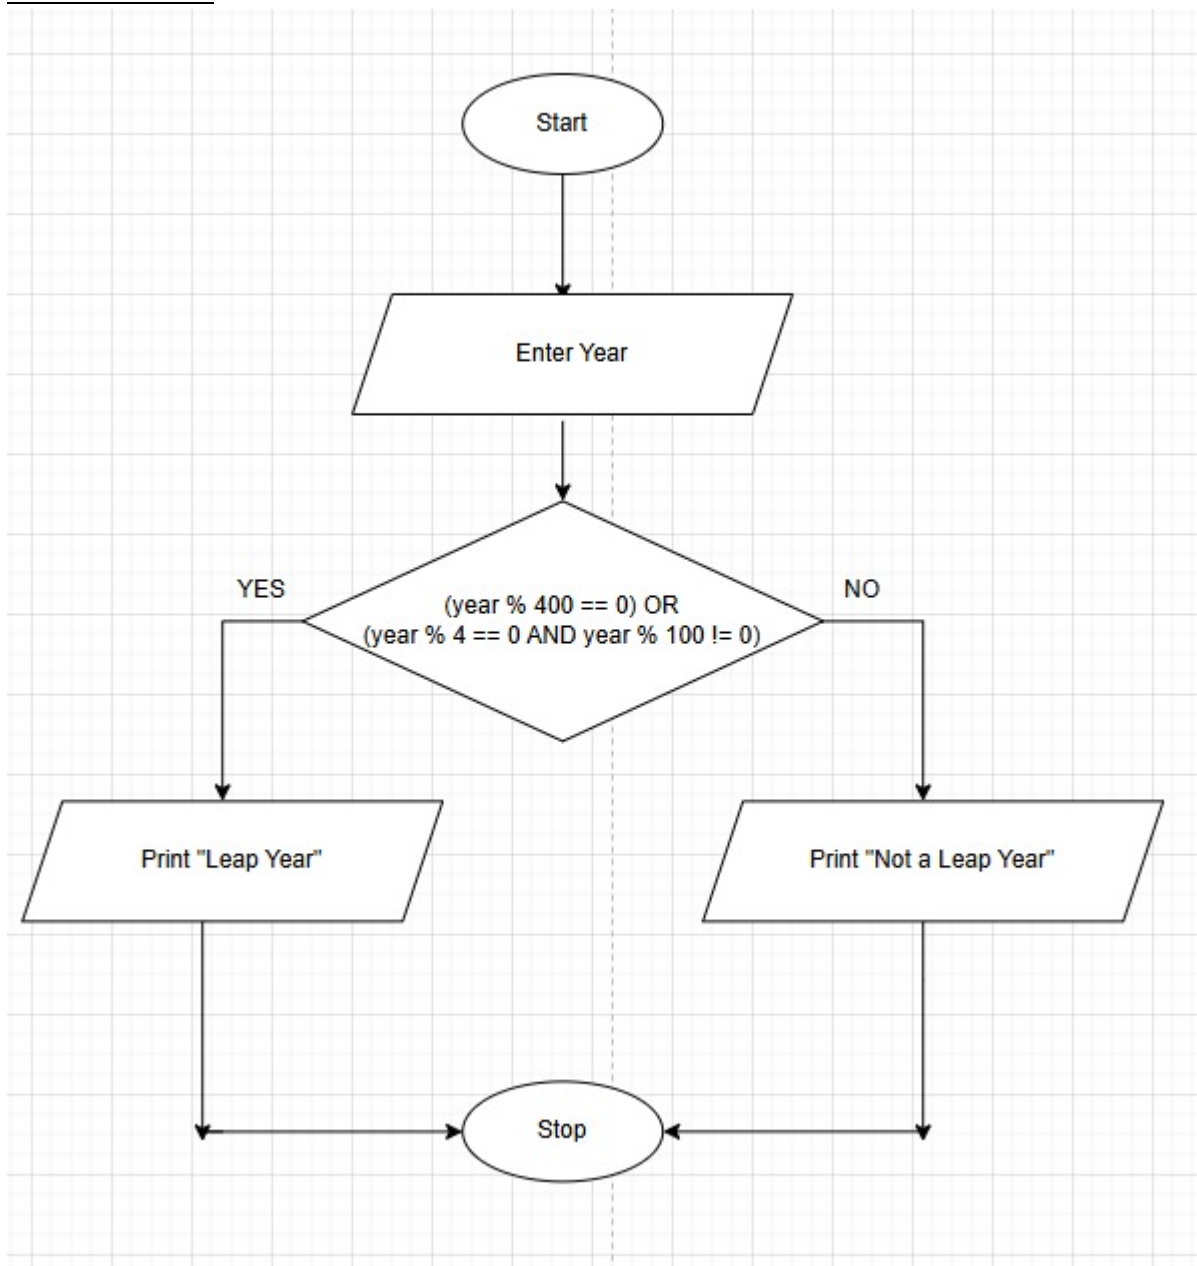 Start
Enter Year
YES
NO
(year % 400 == 0) OR
(year % 4 == 0 AND year % 100 != 0)
Print "Leap Year"
Print "Not a Leap Year"
Stop